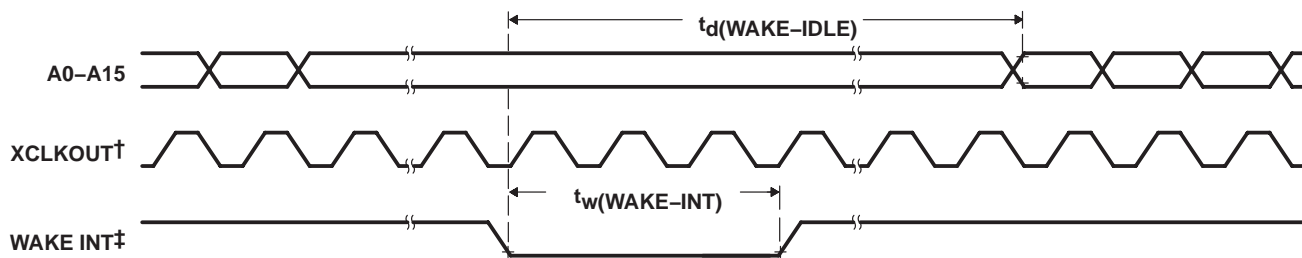 td(WAKE–IDLE)
A0–A15
XCLKOUT†
tw(WAKE–INT)
WAKE INT‡